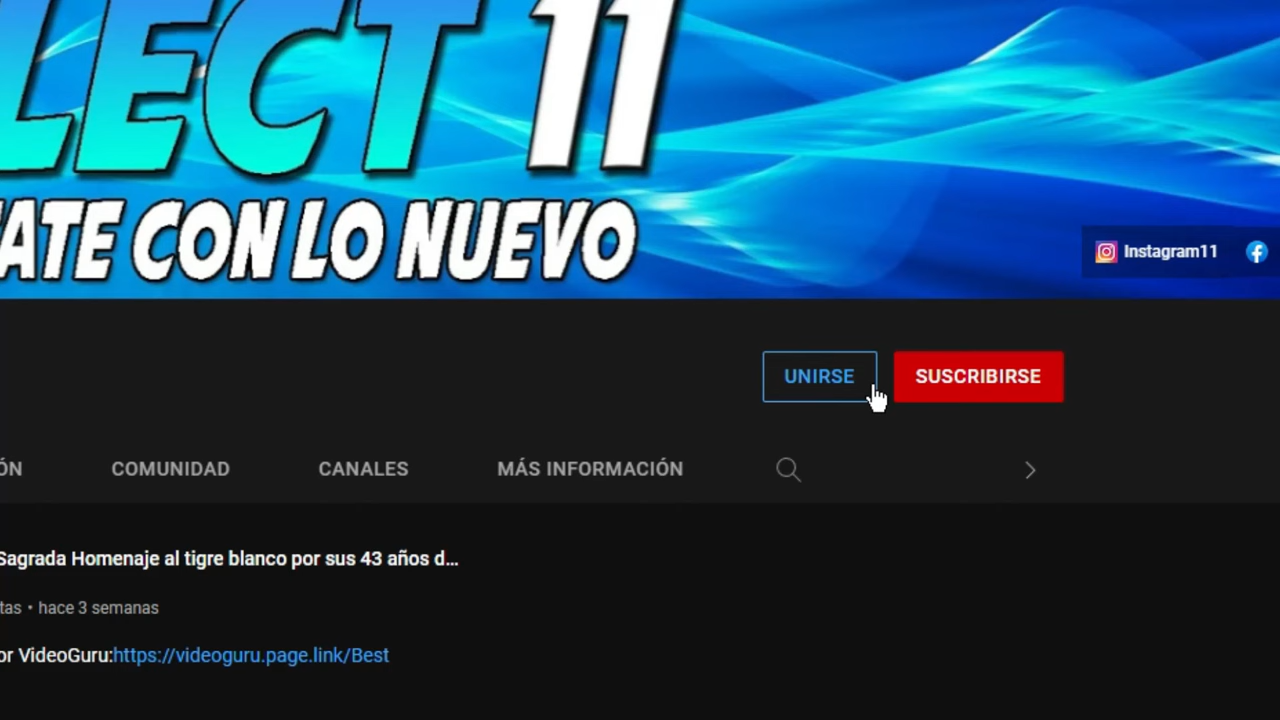 LECT 11
ATE CON LO NUEVO
Instagram11
UNIRSE
SUSCRIBIRSE
ÓN
COMUNIDAD
CANALES
MÁS INFORMACIÓN
Sagrada Homenaje al tigre blanco por sus 43 años d...
tas • hace 3 semanas
or VideoGuru:https://videoguru.page.link/Best